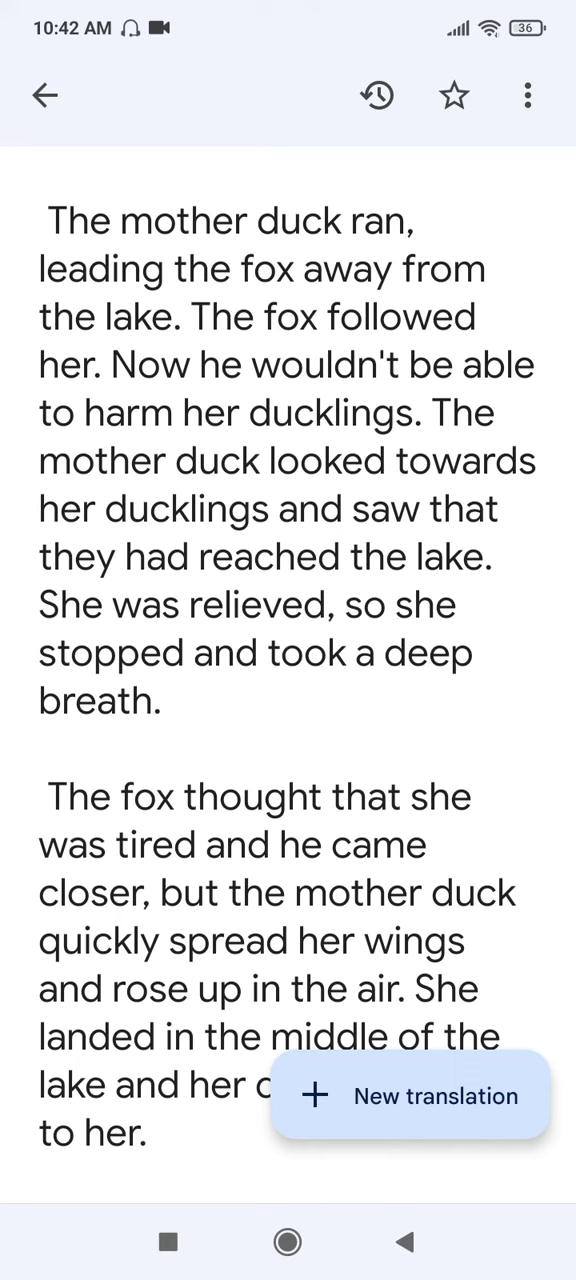 10:42 AM
36
The mother duck ran,
leading the fox away from
the lake. The fox followed
her. Now he wouldn't be able
to harm her ducklings. The
mother duck looked towards
her ducklings and saw that
they had reached the lake.
She was relieved, so she
stopped and took a deep
breath.
The fox thought that she
was tired and he came
closer, but the mother duck
quickly spread her wings
and rose up in the air. She
landed in the middle of the
lake and her
New translation
to her.